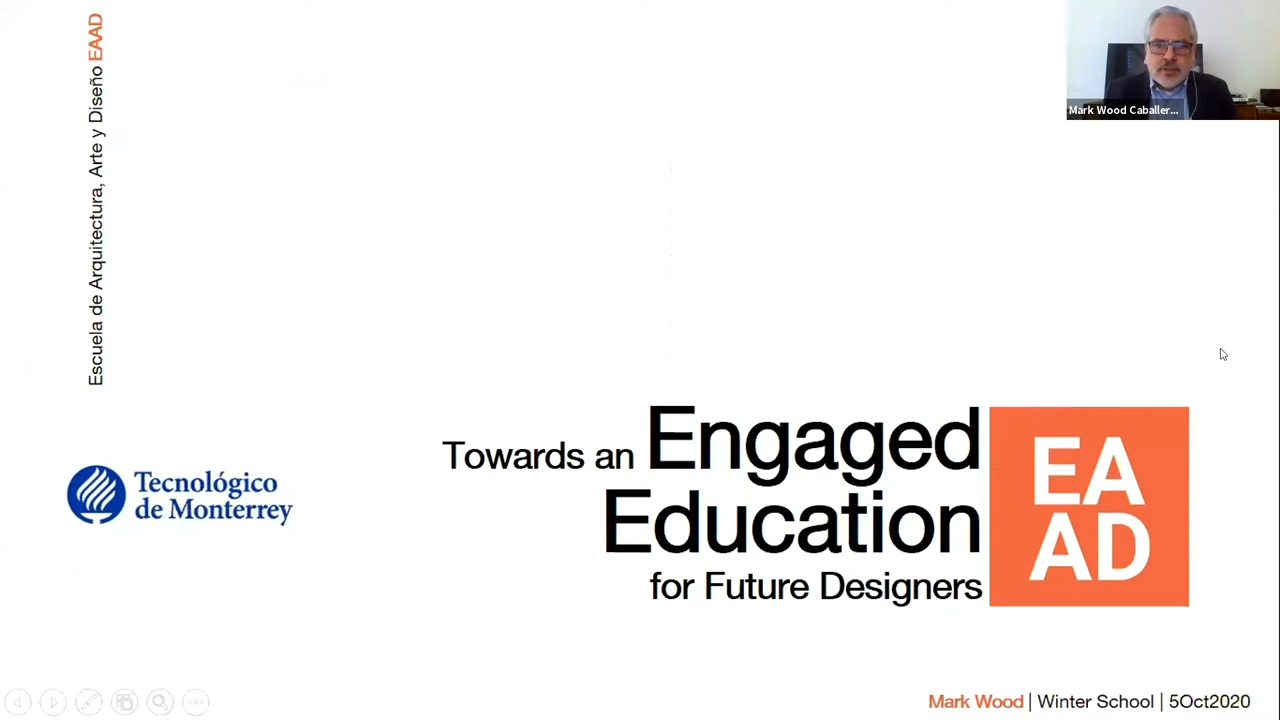 Escuela de Arquitectura, Arte y Diseño EAAD
Mark Wood Caballer...
Towards an Engaged
Education
for Future Designers
EA
AD
Tecnológico
de Monterrey
Mark Wood | Winter School | 5Oct2020